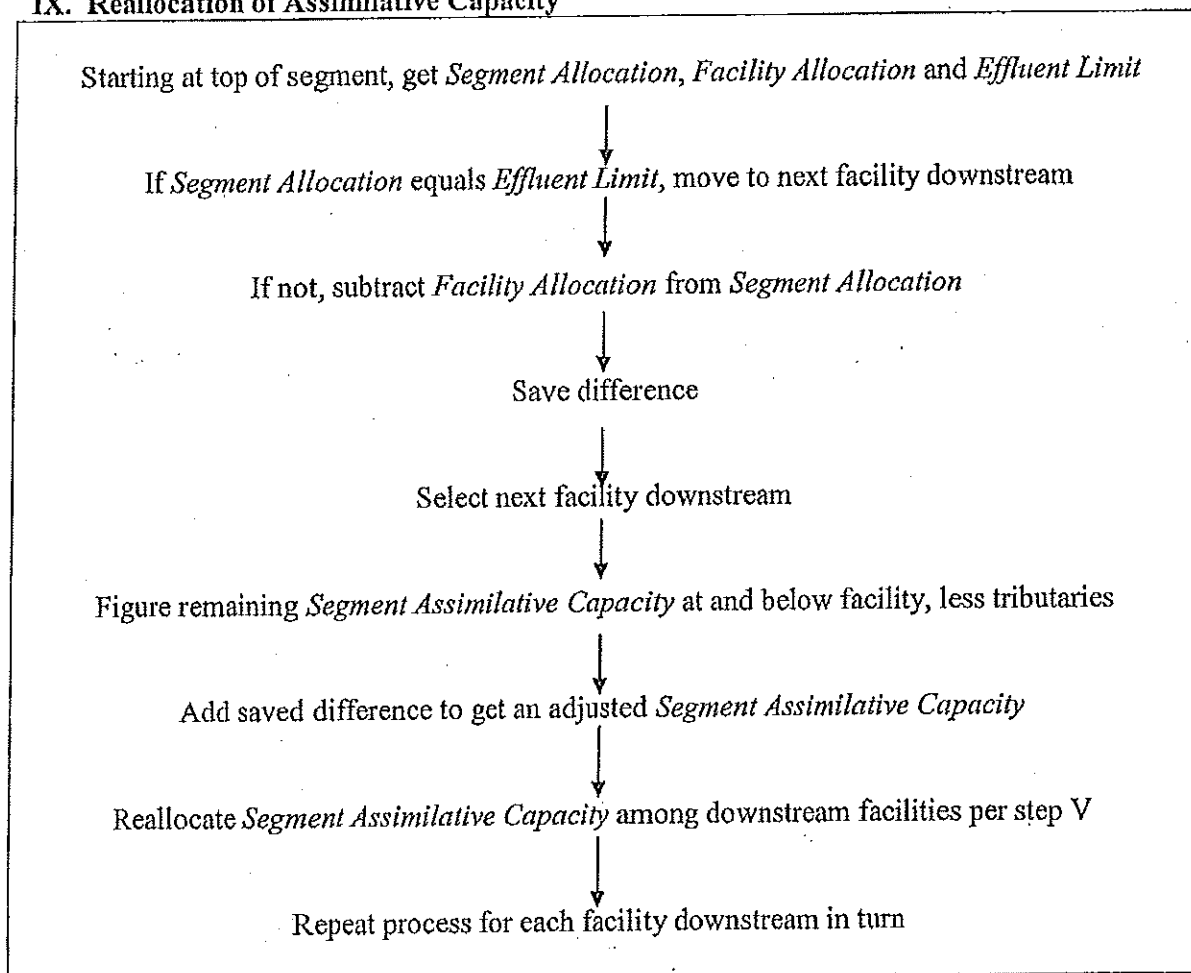 IX. Reallocation of Assimilative Capacity
Starting at top of segment, get Segment Allocation, Facility Allocation and Effluent Limit
If Segment Allocation equals Effluent Limit, move to next facility downstream
If not, subtract Facility Allocation from Segment Allocation
Save difference
Select next facility downstream
Figure remaining Segment Assimilative Capacity at and below facility, less tributaries
Add saved difference to get an adjusted Segment Assimilative Capacity
Reallocate Segment Assimilative Capacity among downstream facilities per step V
Repeat process for each facility downstream in turn